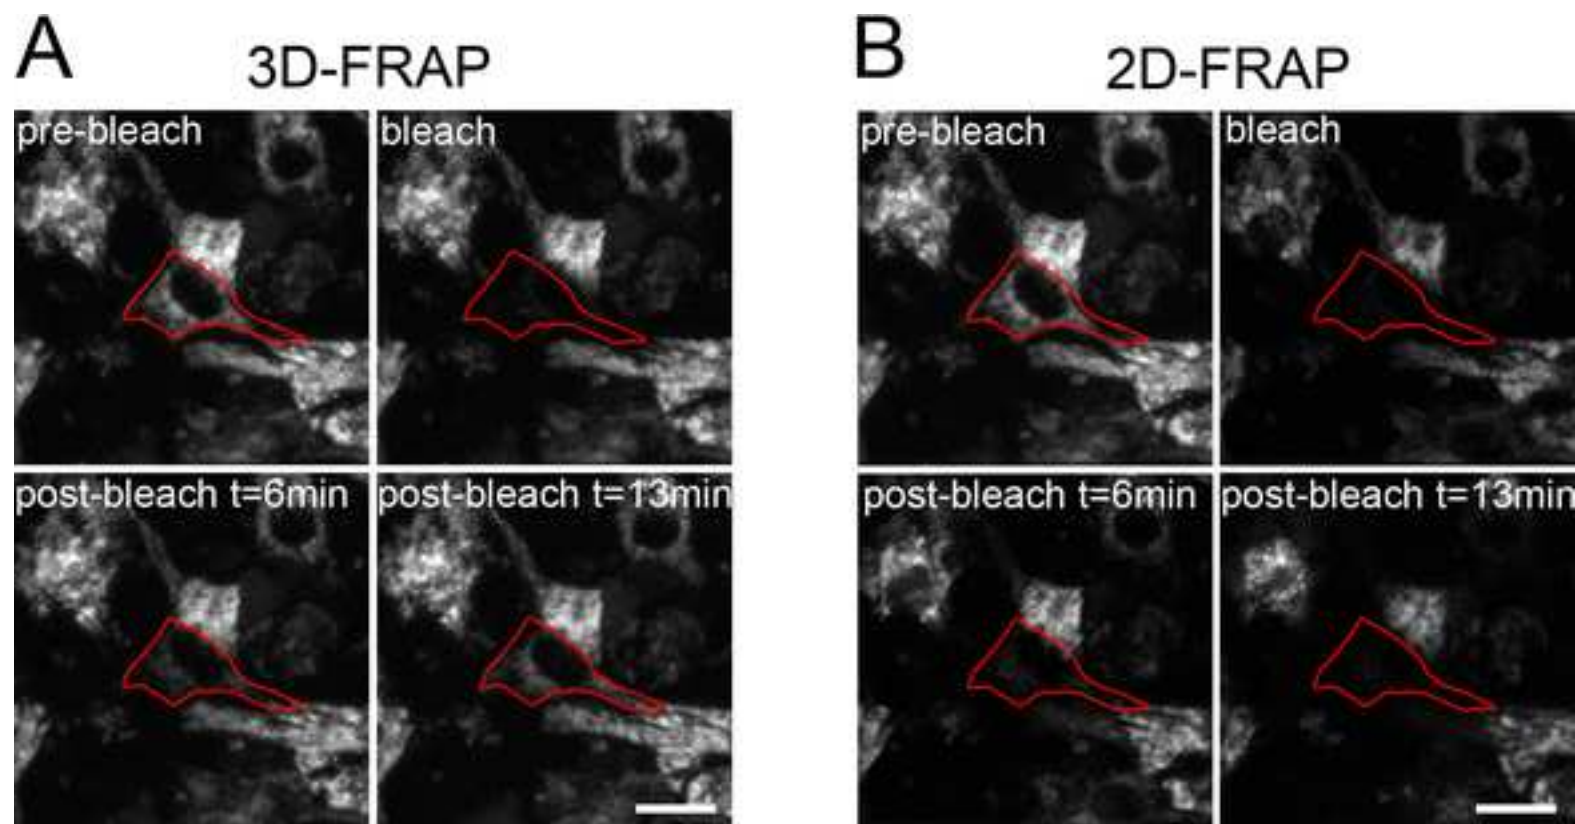 A
3D-FRAP
pre-bleach
bleach
post-bleach t=6min
post-bleach t=13min
B
2D-FRAP
pre-bleach
bleach
post-bleach t=6min
post-bleach t=13min